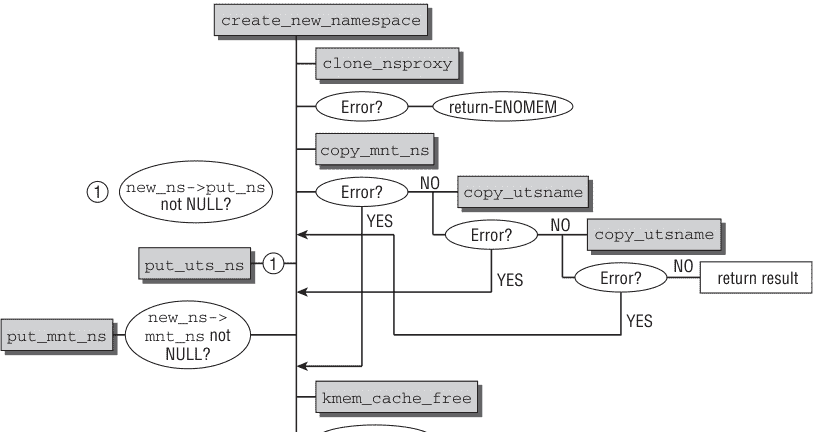 create_new_namespace
clone_nsproxy
Error?
return-ENOMEM
copy_mnt_ns
1
new_ns->put_ns
not NULL?
Error?
NO
copy_utsname
YES
Error?
NO
copy_utsname
put_uts_ns
1
YES
Error?
NO
return result
new_ns->
mnt_ns not
NULL?
put_mnt_ns
YES
kmem_cache_free